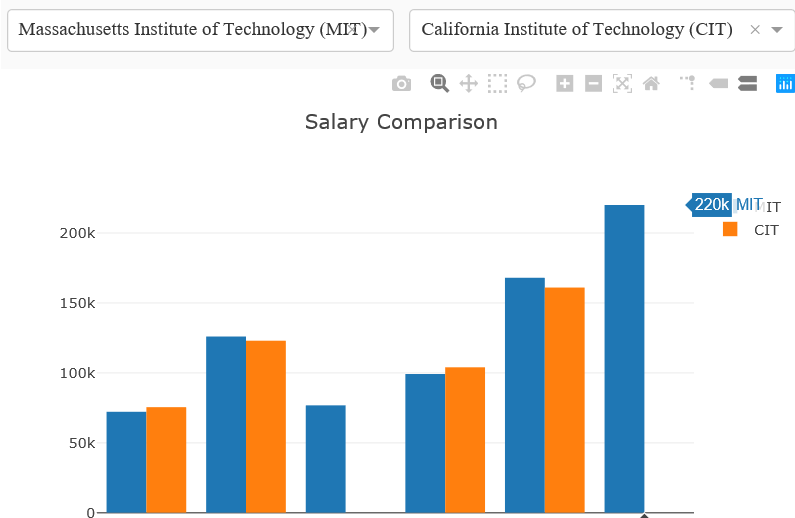 Massachusetts Institute of Technology (MIT)
California Institute of Technology (CIT) ×
Salary Comparison
220k MIT
CIT
200k
150k
100k
50k
0